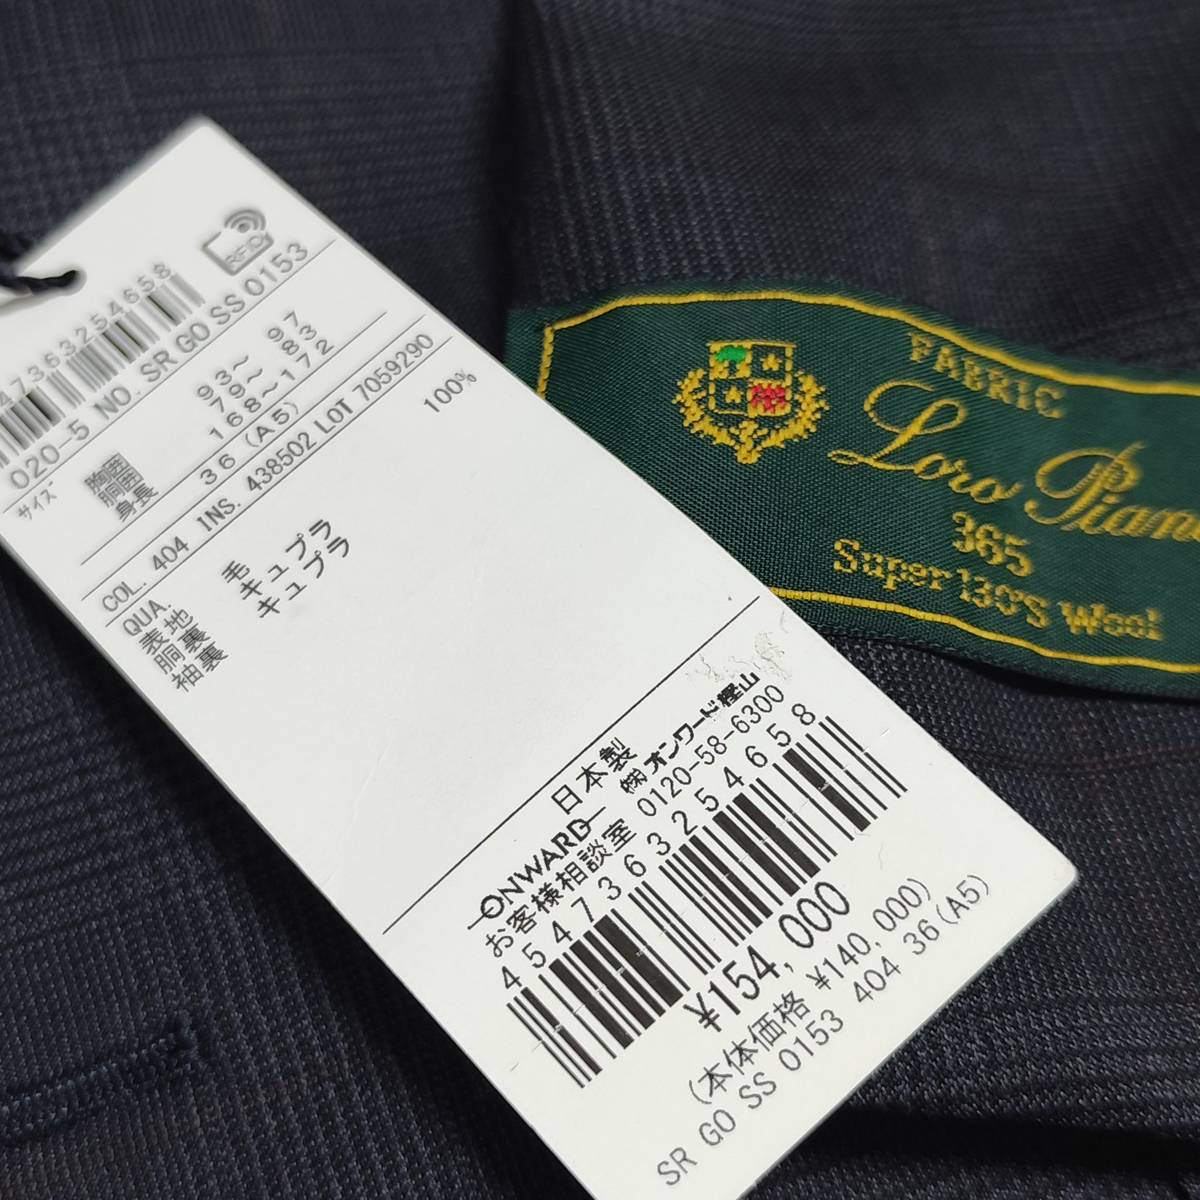 RFID
4736325465 8
020-5 NO. SR GO SS 0153
サイズ
胸囲 93～ 97
胴囲 79～ 83
身長 168～172
36 (A5)
COL. 404 INS. 438502 LOT 7059290
QUA.
表地 毛 100%
胴裏 キュプラ
袖裏 キュプラ
日本製
ONWARD ㈱オンワード樫山
お客様相談室 0120-58-6300
4547363254658
¥154,000
(本体価格 ¥140,000)
SR GO SS 0153 404 36(A5)
FABRIC
Loro Piana
365
Super 130'S Wool